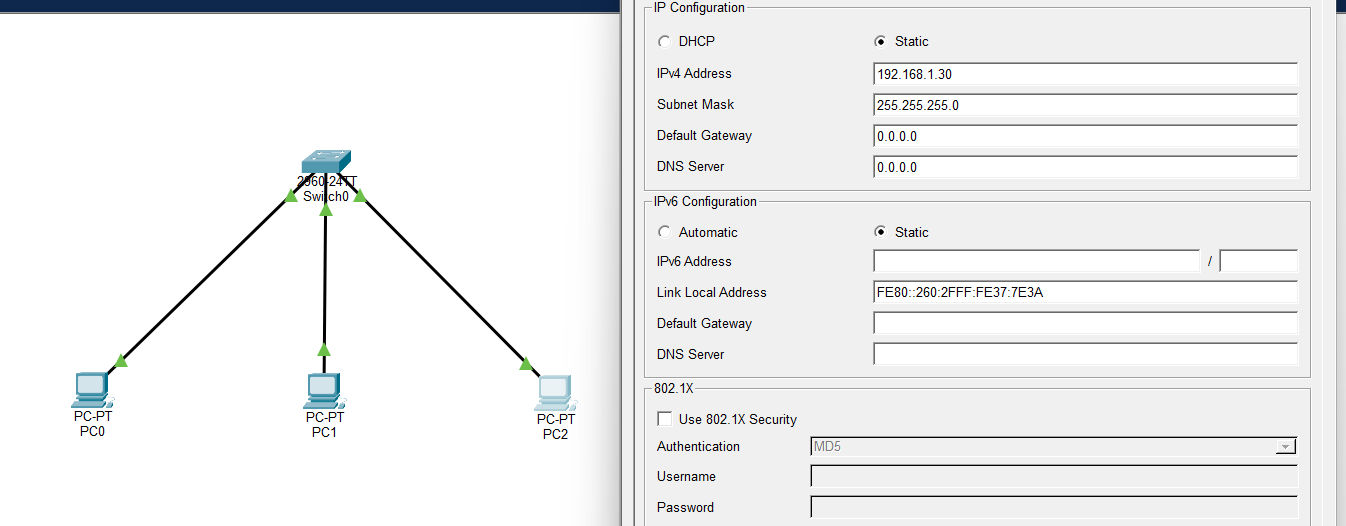 2960-24TT
Switch0
PC-PT
PC0
PC-PT
PC1
PC-PT
PC2
IP Configuration
DHCP Static
IPv4 Address 192.168.1.30
Subnet Mask 255.255.255.0
Default Gateway 0.0.0.0
DNS Server 0.0.0.0
IPv6 Configuration
Automatic Static
IPv6 Address /
Link Local Address FE80::260:2FFF:FE37:7E3A
Default Gateway
DNS Server
802.1X
Use 802.1X Security
Authentication MD5
Username
Password